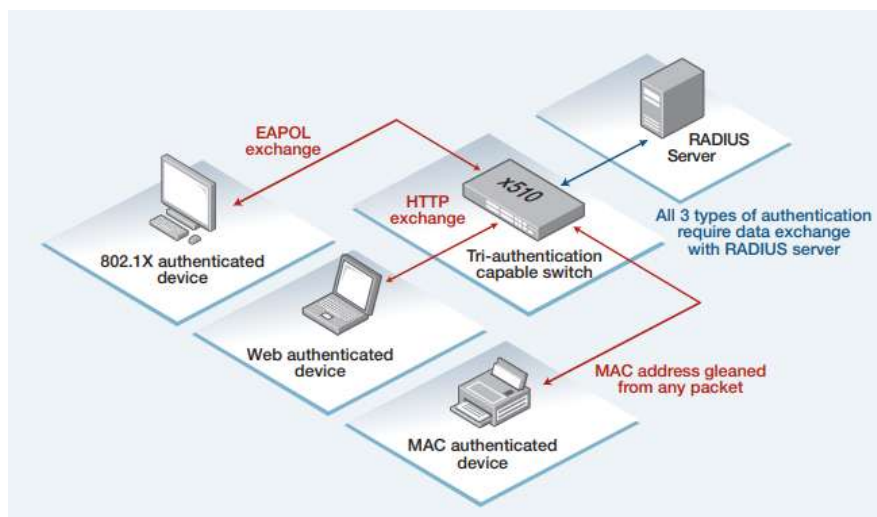 EAPOL
exchange
RADIUS
Server
x510
HTTP
exchange
All 3 types of authentication
require data exchange
with RADIUS server
802.1X authenticated
device
Tri-authentication
capable switch
Web authenticated
device
MAC address gleaned
from any packet
MAC authenticated
device